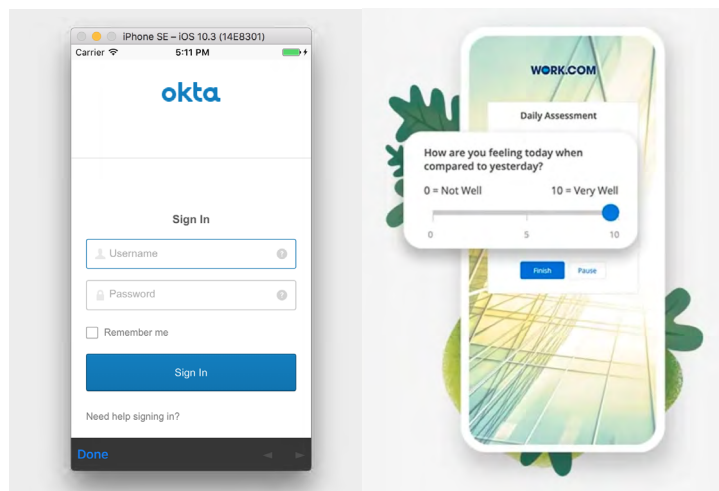 iPhone SE – iOS 10.3 (14E8301)
Carrier 5:11 PM
okta
Sign In
Username ?
Password ?
Remember me
Sign In
Need help signing in?
Done
WORK.COM
Daily Assessment
How are you feeling today when
compared to yesterday?
0 = Not Well 10 = Very Well
0 5 10
Finish Pause